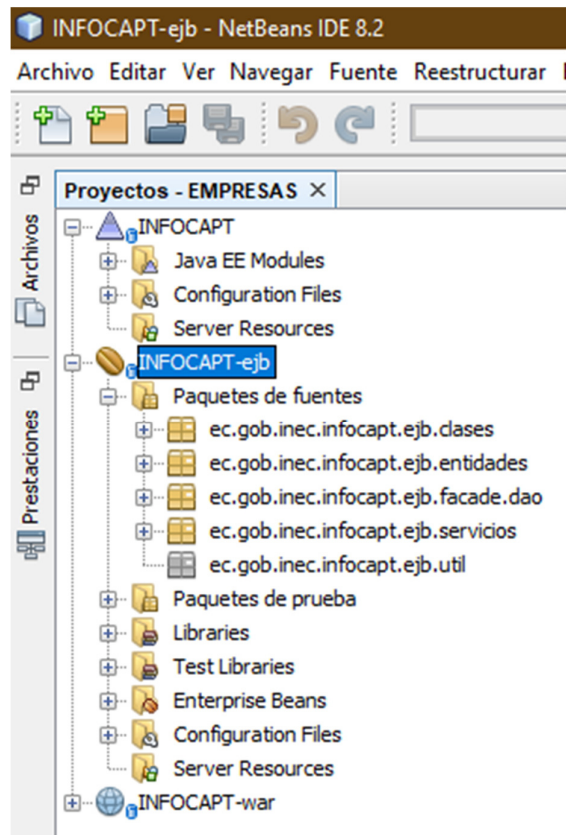 INFOCAPT-ejb - NetBeans IDE 8.2
Archivo Editar Ver Navegar Fuente Reestructurar
Proyectos - EMPRESAS ×
Archivos
Prestaciones
INFOCAPT
Java EE Modules
Configuration Files
Server Resources
INFOCAPT-ejb
Paquetes de fuentes
ec.gob.inec.infocapt.ejb.clases
ec.gob.inec.infocapt.ejb.entidades
ec.gob.inec.infocapt.ejb.facade.dao
ec.gob.inec.infocapt.ejb.servicios
ec.gob.inec.infocapt.ejb.util
Paquetes de prueba
Libraries
Test Libraries
Enterprise Beans
Configuration Files
Server Resources
INFOCAPT-war